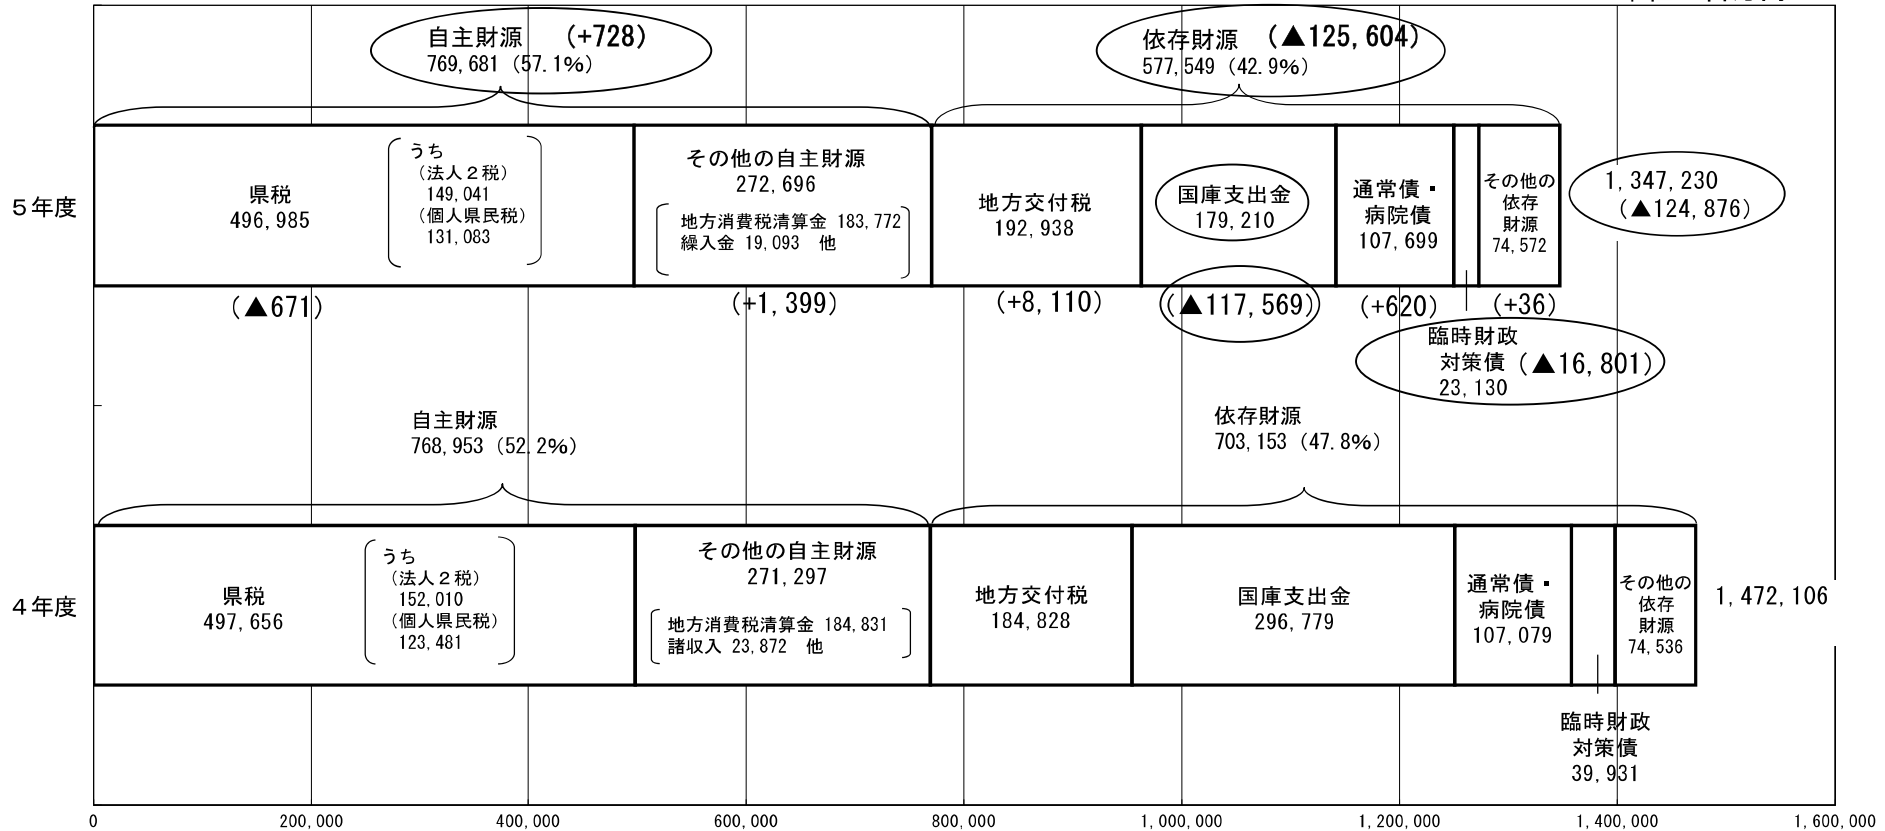 自主財源 （+728）
769,681（57.1%）
依存財源 （▲125,604）
577,549（42.9%）
5年度
県税
496,985
うち
（法人２税）
149,041
（個人県民税）
131,083
その他の自主財源
272,696
地方消費税清算金 183,772
繰入金 19,093 他
地方交付税
192,938
国庫支出金
179,210
通常債・
病院債
107,699
その他の
依存
財源
74,572
1,347,230
（▲124,876）
（▲671）
（+1,399）
（+8,110）
（▲117,569）
（+620）
（+36）
臨時財政
対策債（▲16,801）
23,130
自主財源
768,953（52.2%）
依存財源
703,153（47.8%）
4年度
県税
497,656
うち
（法人２税）
152,010
（個人県民税）
123,481
その他の自主財源
271,297
地方消費税清算金 184,831
諸収入 23,872 他
地方交付税
184,828
国庫支出金
296,779
通常債・
病院債
107,079
その他の
依存
財源
74,536
1,472,106
臨時財政
対策債
39,931
0 200,000 400,000 600,000 800,000 1,000,000 1,200,000 1,400,000 1,600,000